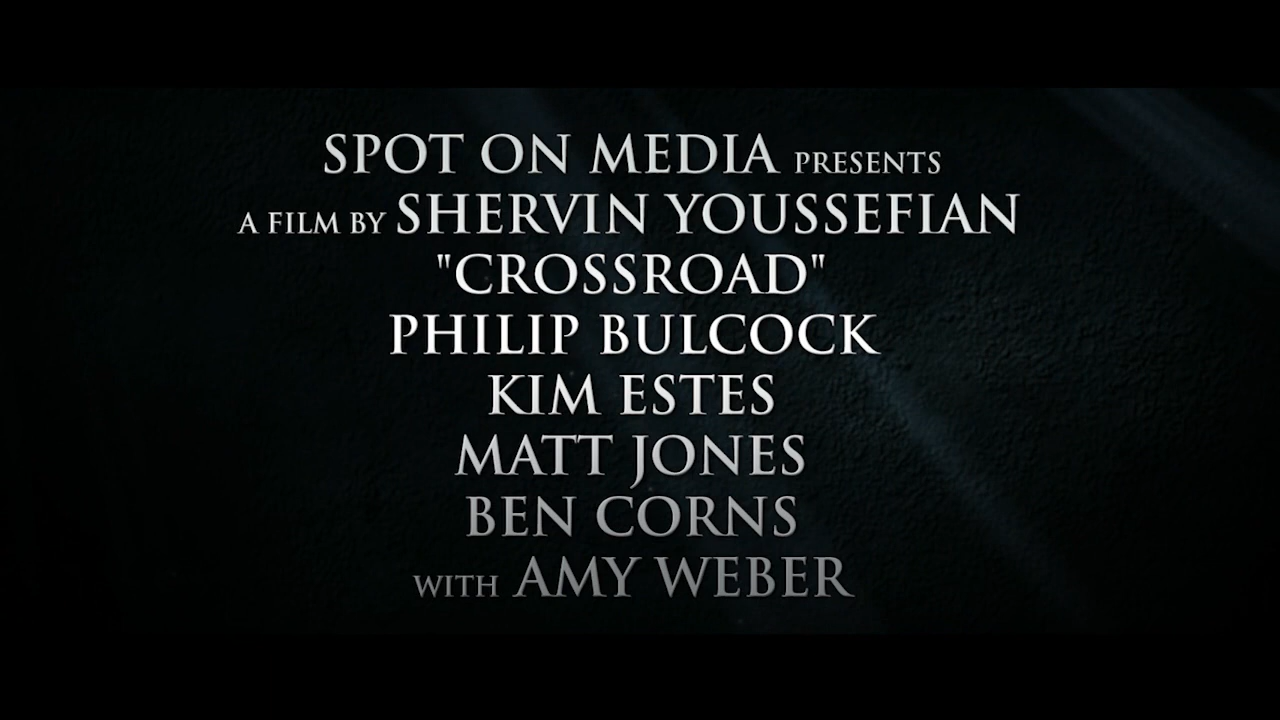 SPOT ON MEDIA PRESENTS
A FILM BY SHERVIN YOUSSEFIAN
"CROSSROAD"
PHILIP BULCOCK
KIM ESTES
MATT JONES
BEN CORNS
WITH AMY WEBER